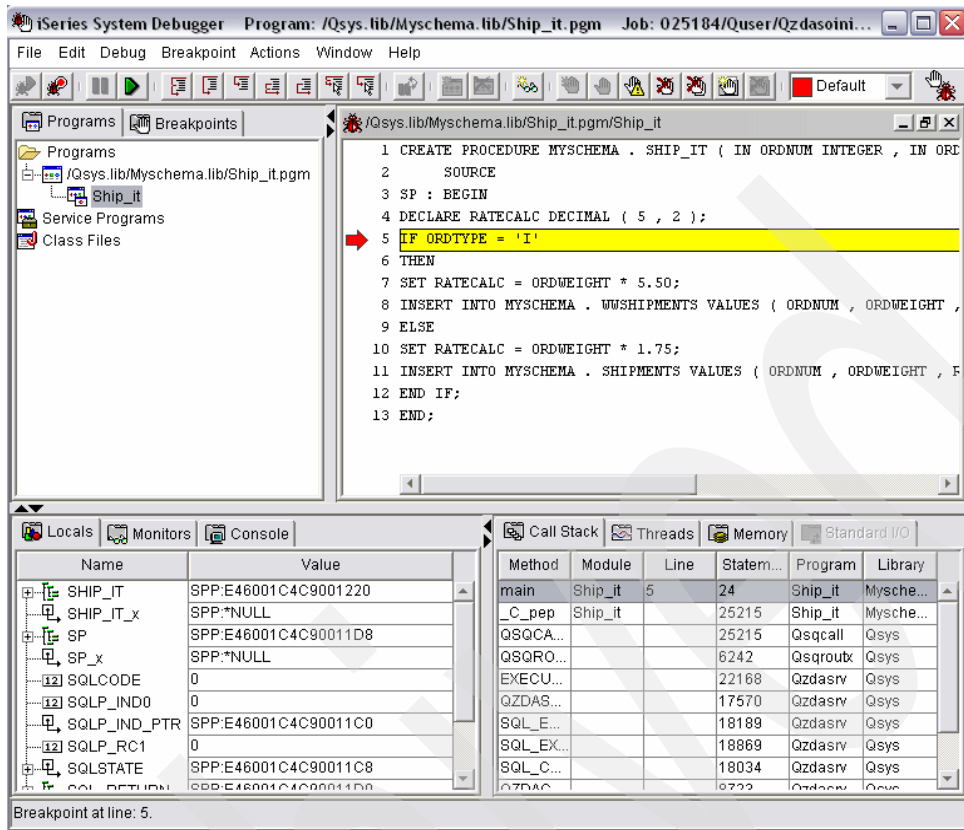 iSeries System Debugger Program: /Qsys.lib/Myschema.lib/Ship_it.pgm Job: 025184/Quser/Qzdasoini...
File Edit Debug Breakpoint Actions Window Help
Default
Programs Breakpoints
/Qsys.lib/Myschema.lib/Ship_it.pgm/Ship_it
Programs
/Qsys.lib/Myschema.lib/Ship_it.pgm
Ship_it
Service Programs
Class Files
1 CREATE PROCEDURE MYSCHEMA . SHIP_IT ( IN ORDNUM INTEGER , IN ORD
2 SOURCE
3 SP : BEGIN
4 DECLARE RATECALC DECIMAL ( 5 , 2 );
5 IF ORDTYPE = 'I'
6 THEN
7 SET RATECALC = ORDWEIGHT * 5.50;
8 INSERT INTO MYSCHEMA . WWSHIPMENTS VALUES ( ORDNUM , ORDWEIGHT ,
9 ELSE
10 SET RATECALC = ORDWEIGHT * 1.75;
11 INSERT INTO MYSCHEMA . SHIPMENTS VALUES ( ORDNUM , ORDWEIGHT ,
12 END IF;
13 END;
Locals Monitors Console
Name Value
SHIP_IT SPP:E46001C4C9001220
SHIP_IT_x SPP:*NULL
SP SPP:E46001C4C90011D8
SP_x SPP:*NULL
SQLCODE 0
SQLP_IND0 0
SQLP_IND_PTR SPP:E46001C4C90011C0
SQLP_RC1 0
SQLSTATE SPP:E46001C4C90011C8
Call Stack Threads Memory Standard I/O
Method Module Line Statem... Program Library
main Ship_it 5 24 Ship_it Mysche...
_C_pep Ship_it 25215 Ship_it Mysche...
QSQCA... 25215 Qsqcall Qsys
QSQRO... 6242 Qsqroutx Qsys
EXECU... 22168 Qzdasrv Qsys
QZDAS... 17570 Qzdasrv Qsys
SQL_E... 18189 Qzdasrv Qsys
SQL_EX... 18869 Qzdasrv Qsys
SQL_C... 18034 Qzdasrv Qsys
Breakpoint at line: 5.